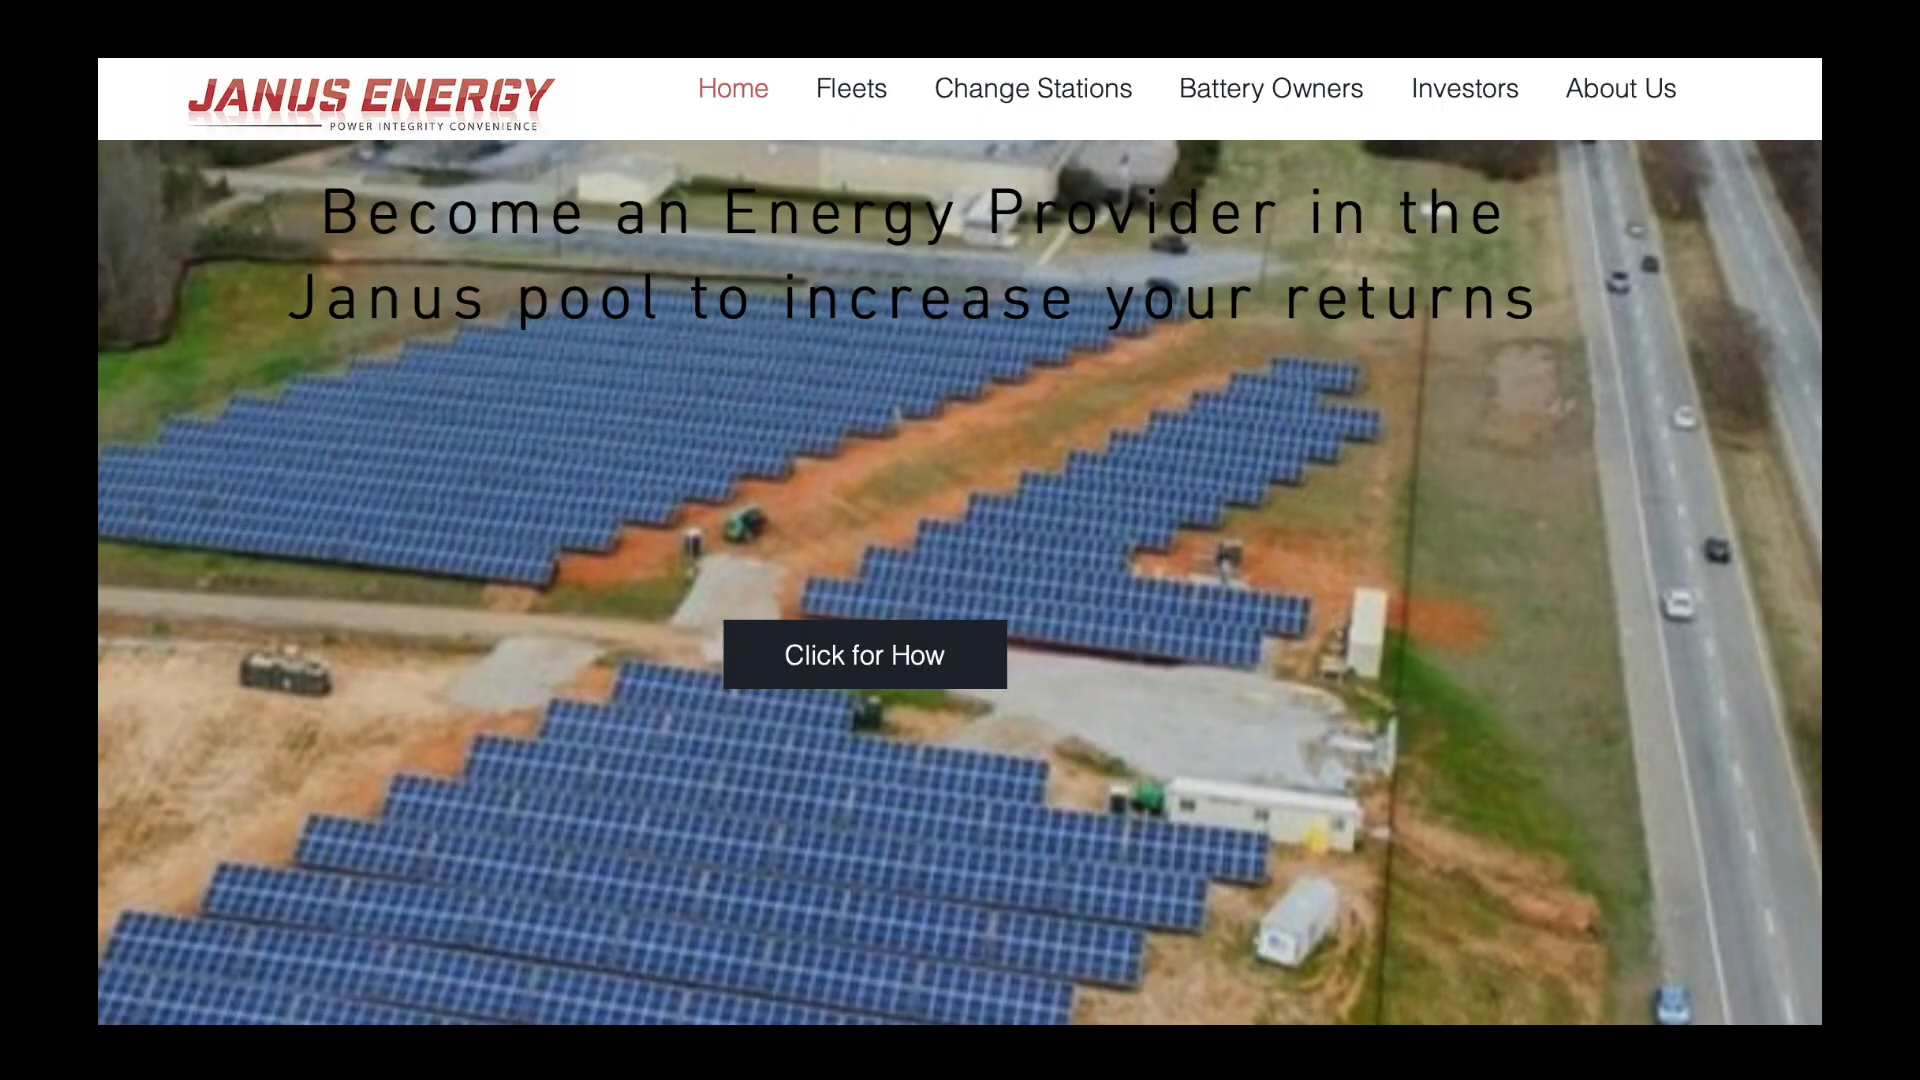 JANUS ENERGY
POWER INTEGRITY CONVENIENCE
Home Fleets Change Stations Battery Owners Investors About Us
Become an Energy Provider in the
Janus pool to increase your returns
Click for How